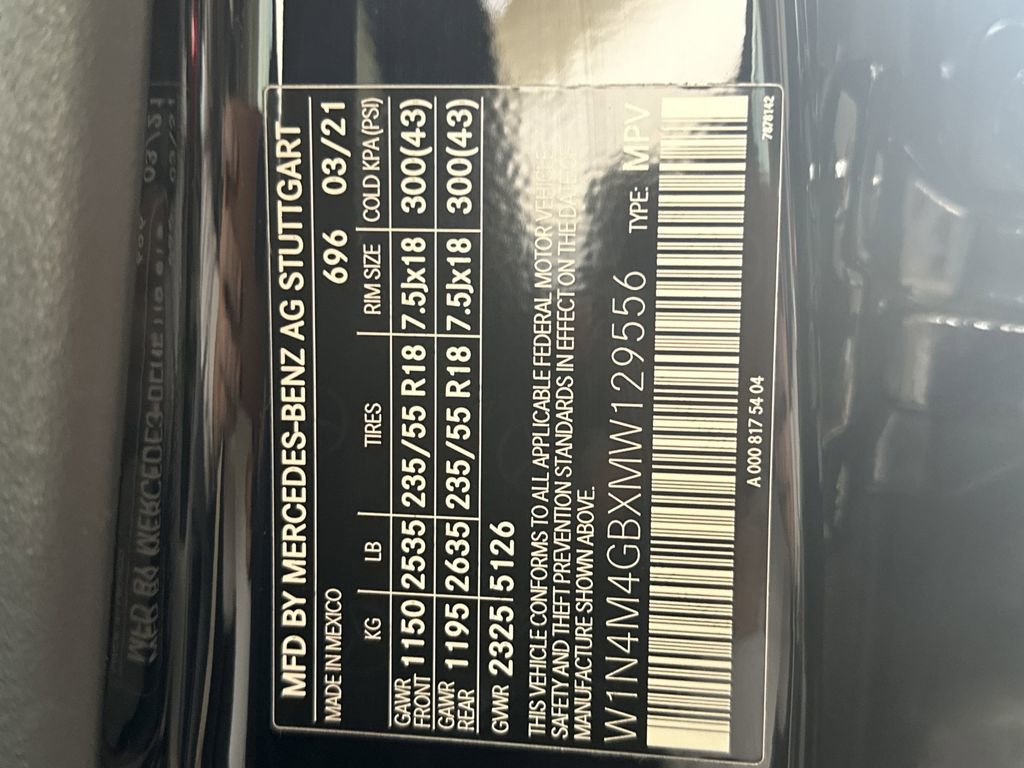 MFD BY MERCEDES-BENZ AG STUTTGART
MADE IN MEXICO 696 03/21
KG LB TIRES RIM SIZE COLD KPA(PSI)
GAWR FRONT 1150 2535 235/55 R18 7.5Jx18 300(43)
GAWR REAR 1195 2635 235/55 R18 7.5Jx18 300(43)
GWR 2325 5126
THIS VEHICLE CONFORMS TO ALL APPLICABLE FEDERAL MOTOR VEHICLE
SAFETY AND THEFT PREVENTION STANDARDS IN EFFECT ON THE DATE OF
MANUFACTURE SHOWN ABOVE.
W1N4M4GBXMW129556 TYPE: MPV
A 000 817 54 04
7878142